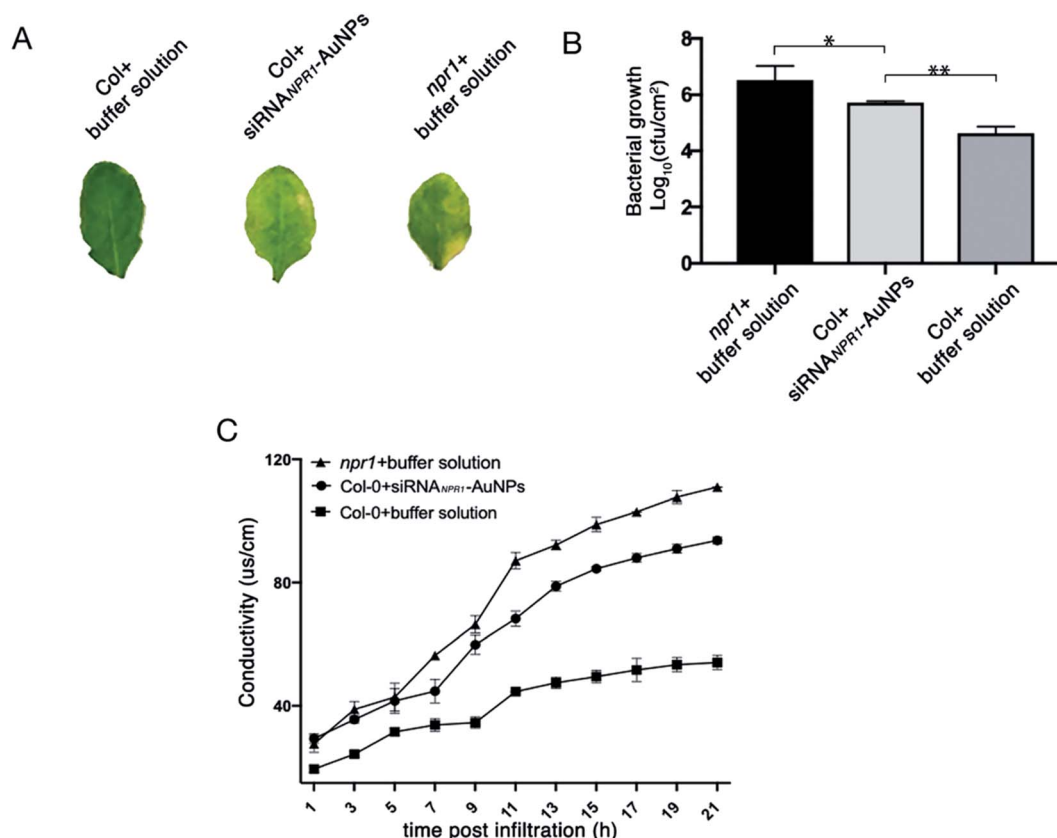 A
Col+
buffer solution
Col+
siRNANPR1-AuNPs
npr1+
buffer solution
B
Bacterial growth
Log10(cfu/cm2)
8
6
4
2
0
*
**
npr1+
buffer solution
Col+
siRNANPR1-AuNPs
Col+
buffer solution
C
Conductivity (us/cm)
120
80
40
npr1+buffer solution
Col-0+siRNANPR1-AuNPs
Col-0+buffer solution
1 3 5 7 9 11 13 15 17 19 21
time post infiltration (h)